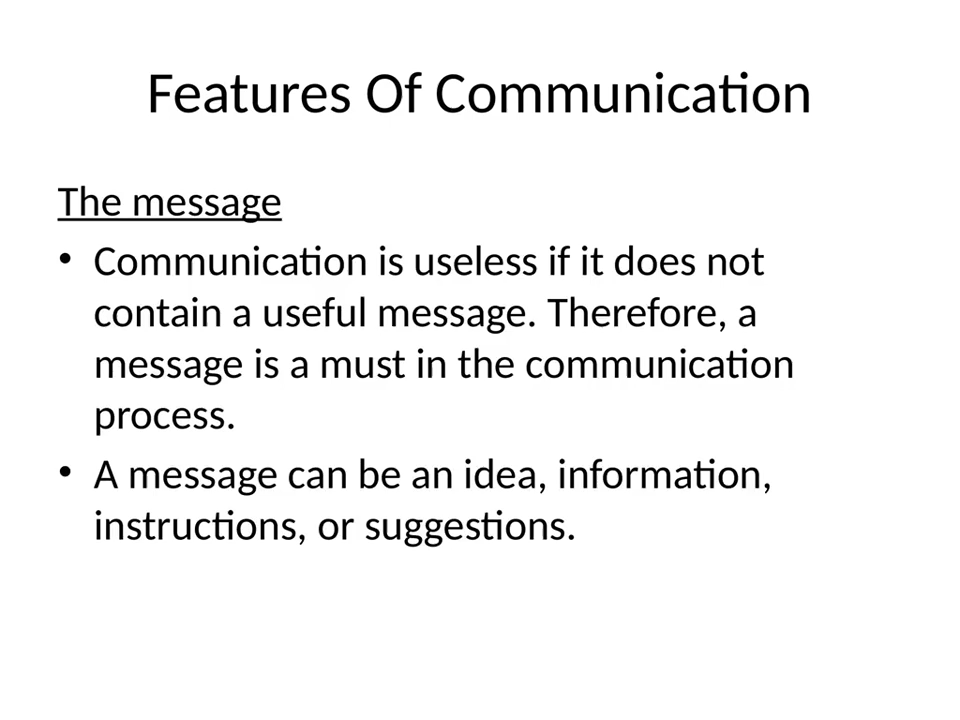 Features Of Communication
The message
• Communication is useless if it does not
contain a useful message. Therefore, a
message is a must in the communication
process.
• A message can be an idea, information,
instructions, or suggestions.